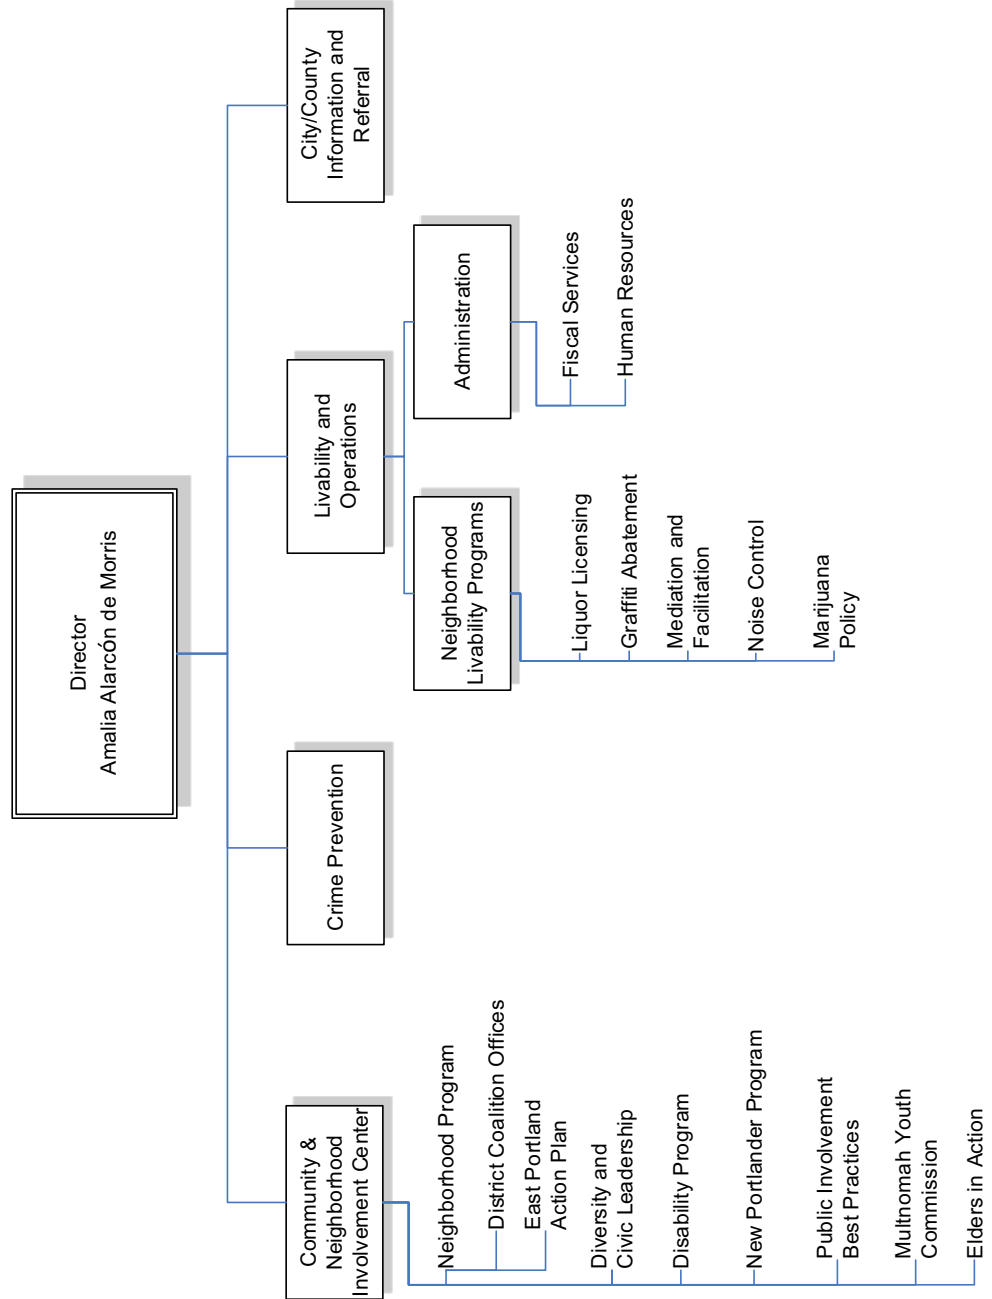 Director
Amalia Alarcón de Morris
Community &
Neighborhood
Involvement Center
Crime Prevention
Livability and
Operations
City/County
Information and
Referral
Neighborhood Program
District Coalition Offices
East Portland
Action Plan
Diversity and
Civic Leadership
Disability Program
New Portlander Program
Public Involvement
Best Practices
Multnomah Youth
Commission
Elders in Action
Neighborhood
Livability Programs
Liquor Licensing
Graffiti Abatement
Mediation and
Facilitation
Noise Control
Marijuana
Policy
Administration
Fiscal Services
Human Resources